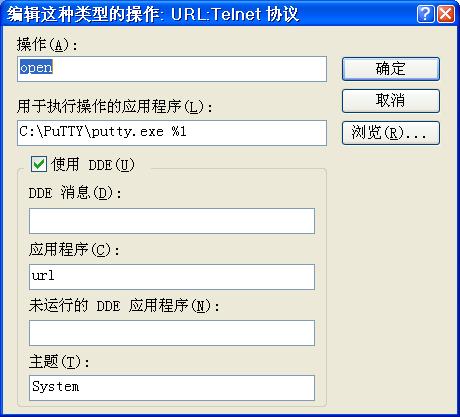 编辑这种类型的操作: URL:Telnet 协议
操作(A):
open
确定
用于执行操作的应用程序(L):
取消
C:\PuTTY\putty.exe %1
浏览(R)...
使用 DDE(U)
DDE 消息(D):
应用程序(C):
url
未运行的 DDE 应用程序(N):
主题(T):
System